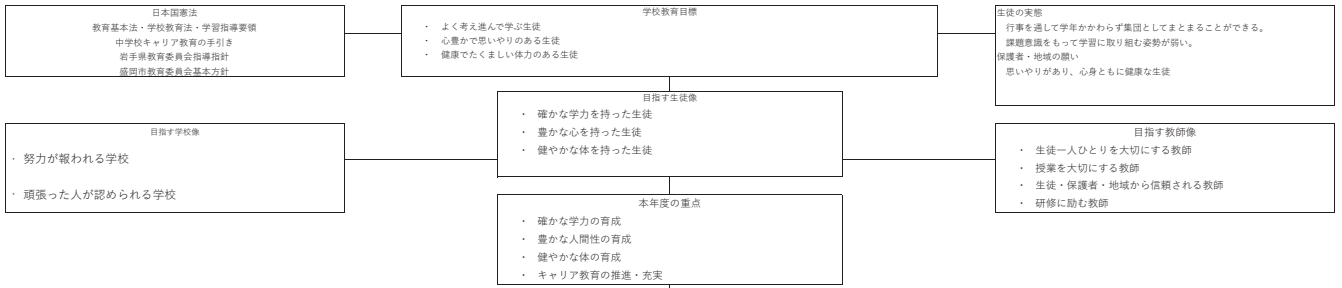 日本国憲法
教育基本法・学校教育法・学習指導要領
中学校キャリア教育の手引き
岩手県教育委員会指導指針
盛岡市教育委員会基本方針
学校教育目標
・ よく考え進んで学ぶ生徒
・ 心豊かで思いやりのある生徒
・ 健康でたくましい体力のある生徒
生徒の実態
行事を通して学年かかわらず集団としてまとまることができる。
課題意識をもって学習に取り組む姿勢が弱い。
保護者・地域の願い
思いやりがあり、心身ともに健康な生徒
目指す生徒像
・ 確かな学力を持った生徒
・ 豊かな心を持った生徒
・ 健やかな体を持った生徒
目指す学校像
・ 努力が報われる学校
・ 頑張った人が認められる学校
目指す教師像
・ 生徒一人ひとりを大切にする教師
・ 授業を大切にする教師
・ 生徒・保護者・地域から信頼される教師
・ 研修に励む教師
本年度の重点
・ 確かな学力の育成
・ 豊かな人間性の育成
・ 健やかな体の育成
・ キャリア教育の推進・充実